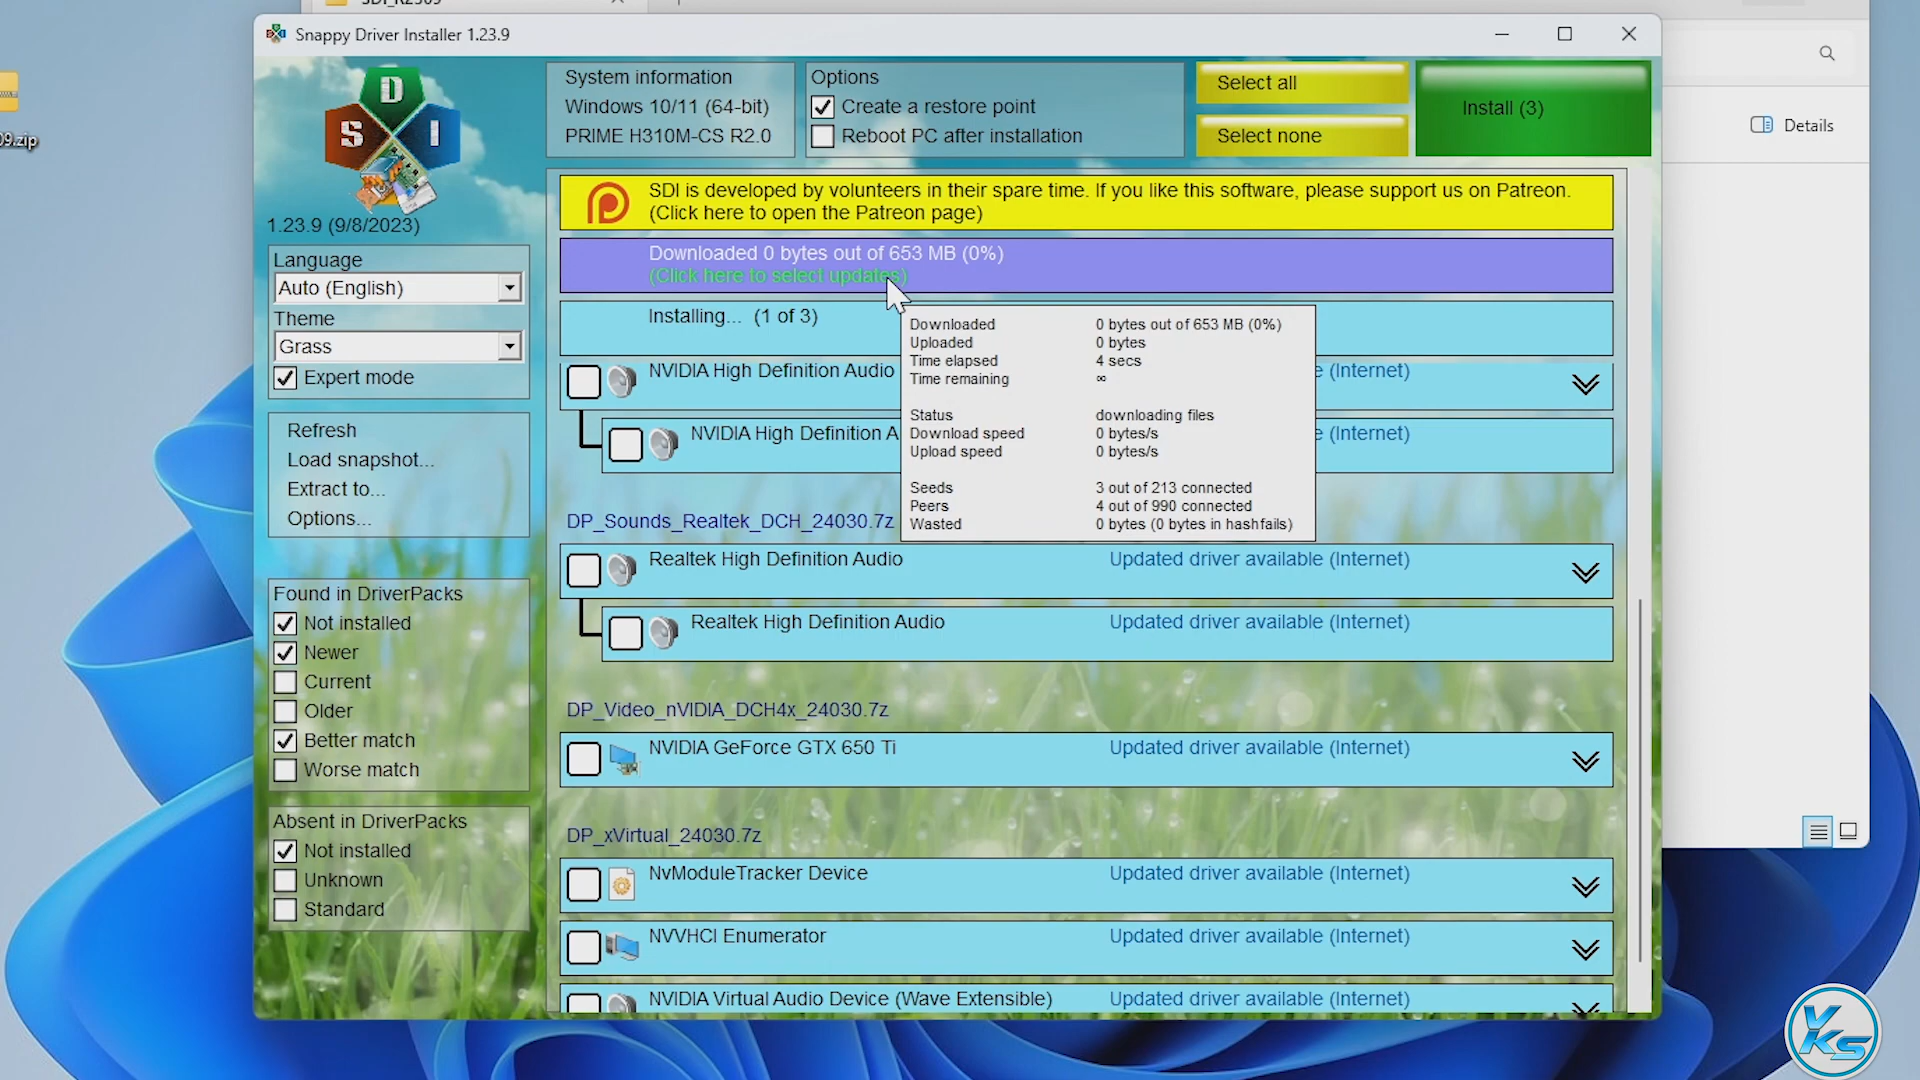 Snappy Driver Installer 1.23.9
09.zip
S D I
1.23.9 (9/8/2023)
System information
Windows 10/11 (64-bit)
PRIME H310M-CS R2.0
Options
Create a restore point
Reboot PC after installation
Select all
Select none
Install (3)
Details
Language
Auto (English)
Theme
Grass
Expert mode
Refresh
Load snapshot...
Extract to...
Options...
Found in DriverPacks
Not installed
Newer
Current
Older
Better match
Worse match
Absent in DriverPacks
Not installed
Unknown
Standard
SDI is developed by volunteers in their spare time. If you like this software, please support us on Patreon.
(Click here to open the Patreon page)
Downloaded 0 bytes out of 653 MB (0%)
(Click here to select updates)
Installing... (1 of 3)
NVIDIA High Definition Audio
e (Internet)
NVIDIA High Definition A
e (Internet)
Downloaded 0 bytes out of 653 MB (0%)
Uploaded 0 bytes
Time elapsed 4 secs
Time remaining ∞
Status downloading files
Download speed 0 bytes/s
Upload speed 0 bytes/s
Seeds 3 out of 213 connected
Peers 4 out of 990 connected
Wasted 0 bytes (0 bytes in hashfails)
DP_Sounds_Realtek_DCH_24030.7z
Realtek High Definition Audio Updated driver available (Internet)
Realtek High Definition Audio Updated driver available (Internet)
DP_Video_nVIDIA_DCH4x_24030.7z
NVIDIA GeForce GTX 650 Ti Updated driver available (Internet)
DP_xVirtual_24030.7z
NvModuleTracker Device Updated driver available (Internet)
NVVHCI Enumerator Updated driver available (Internet)
NVIDIA Virtual Audio Device (Wave Extensible) Updated driver available (Internet)
YKS